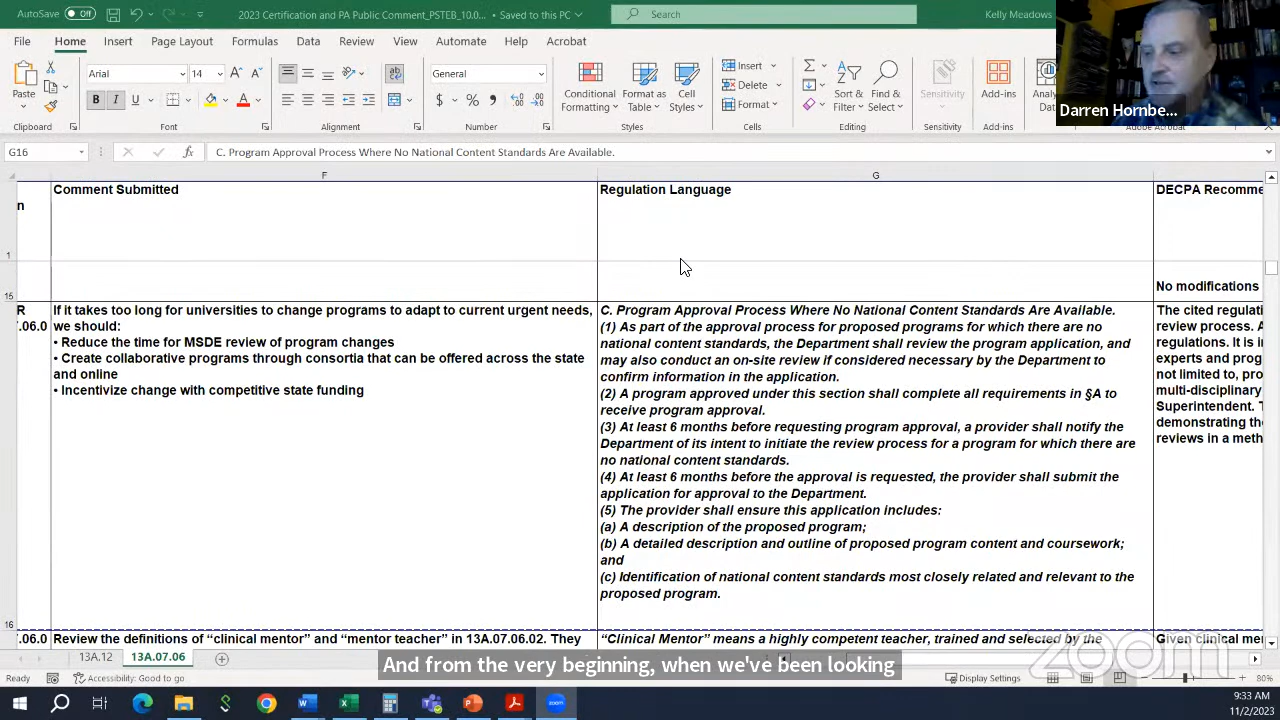 AutoSave Off 2023 Certification and PA Public Comment_PSTEB_10.0... • Saved to this PC Search Kelly Meadows
File Home Insert Page Layout Formulas Data Review View Automate Help Acrobat
Paste Arial 14 General Conditional Formatting Format as Table Cell Styles Insert Delete Format Sort & Filter Find & Select Sensitivity Add-ins
Clipboard Font Alignment Number Styles Cells Editing Sensitivity Add-ins Adobe Acrobat
Darren Hornbe...
G16 fx C. Program Approval Process Where No National Content Standards Are Available.
F G
Comment Submitted Regulation Language DECPA Recomme
n
1
No modifications
15
R
'.06.0
If it takes too long for universities to change programs to adapt to current urgent needs,
we should:
• Reduce the time for MSDE review of program changes
• Create collaborative programs through consortia that can be offered across the state
and online
• Incentivize change with competitive state funding
C. Program Approval Process Where No National Content Standards Are Available.
(1) As part of the approval process for proposed programs for which there are no
national content standards, the Department shall review the program application, and
may also conduct an on-site review if considered necessary by the Department to
confirm information in the application.
(2) A program approved under this section shall complete all requirements in §A to
receive program approval.
(3) At least 6 months before requesting program approval, a provider shall notify the
Department of its intent to initiate the review process for a program for which there are
no national content standards.
(4) At least 6 months before the approval is requested, the provider shall submit the
application for approval to the Department.
(5) The provider shall ensure this application includes:
(a) A description of the proposed program;
(b) A detailed description and outline of proposed program content and coursework;
and
(c) Identification of national content standards most closely related and relevant to the
proposed program.
The cited regulati
review process. A
regulations. It is i
experts and prog
not limited to, pro
multi-disciplinary
Superintendent. T
demonstrating the
reviews in a meth
16
'.06.0 Review the definitions of “clinical mentor” and “mentor teacher” in 13A.07.06.02. They “Clinical Mentor” means a highly competent teacher, trained and selected by the Given clinical me
13A.12 13A.07.06
And from the very beginning, when we've been looking
zoom
Ready Accessibility: Good to go Display Settings 80%
9:33 AM
11/2/2023